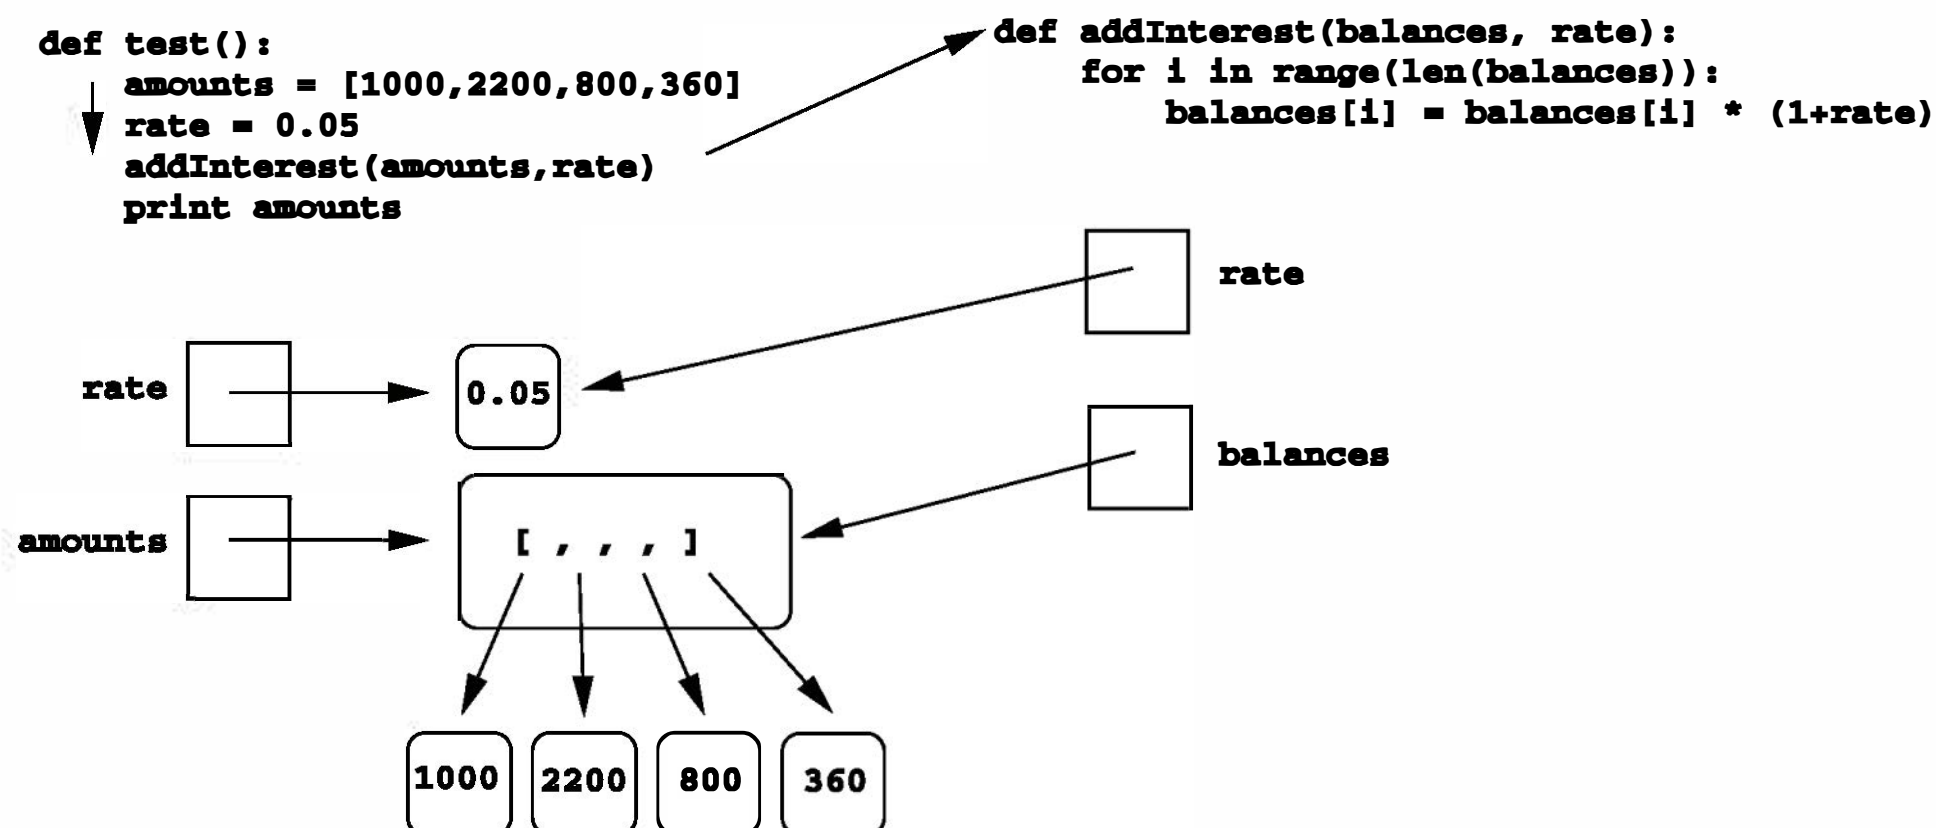 def test():
    amounts = [1000,2200,800,360]
    rate = 0.05
    addInterest(amounts,rate)
    print amounts
def addInterest(balances, rate):
    for i in range(len(balances)):
        balances[i] = balances[i] * (1+rate)
rate
rate
0.05
balances
amounts
[ , , , ]
1000
2200
800
360